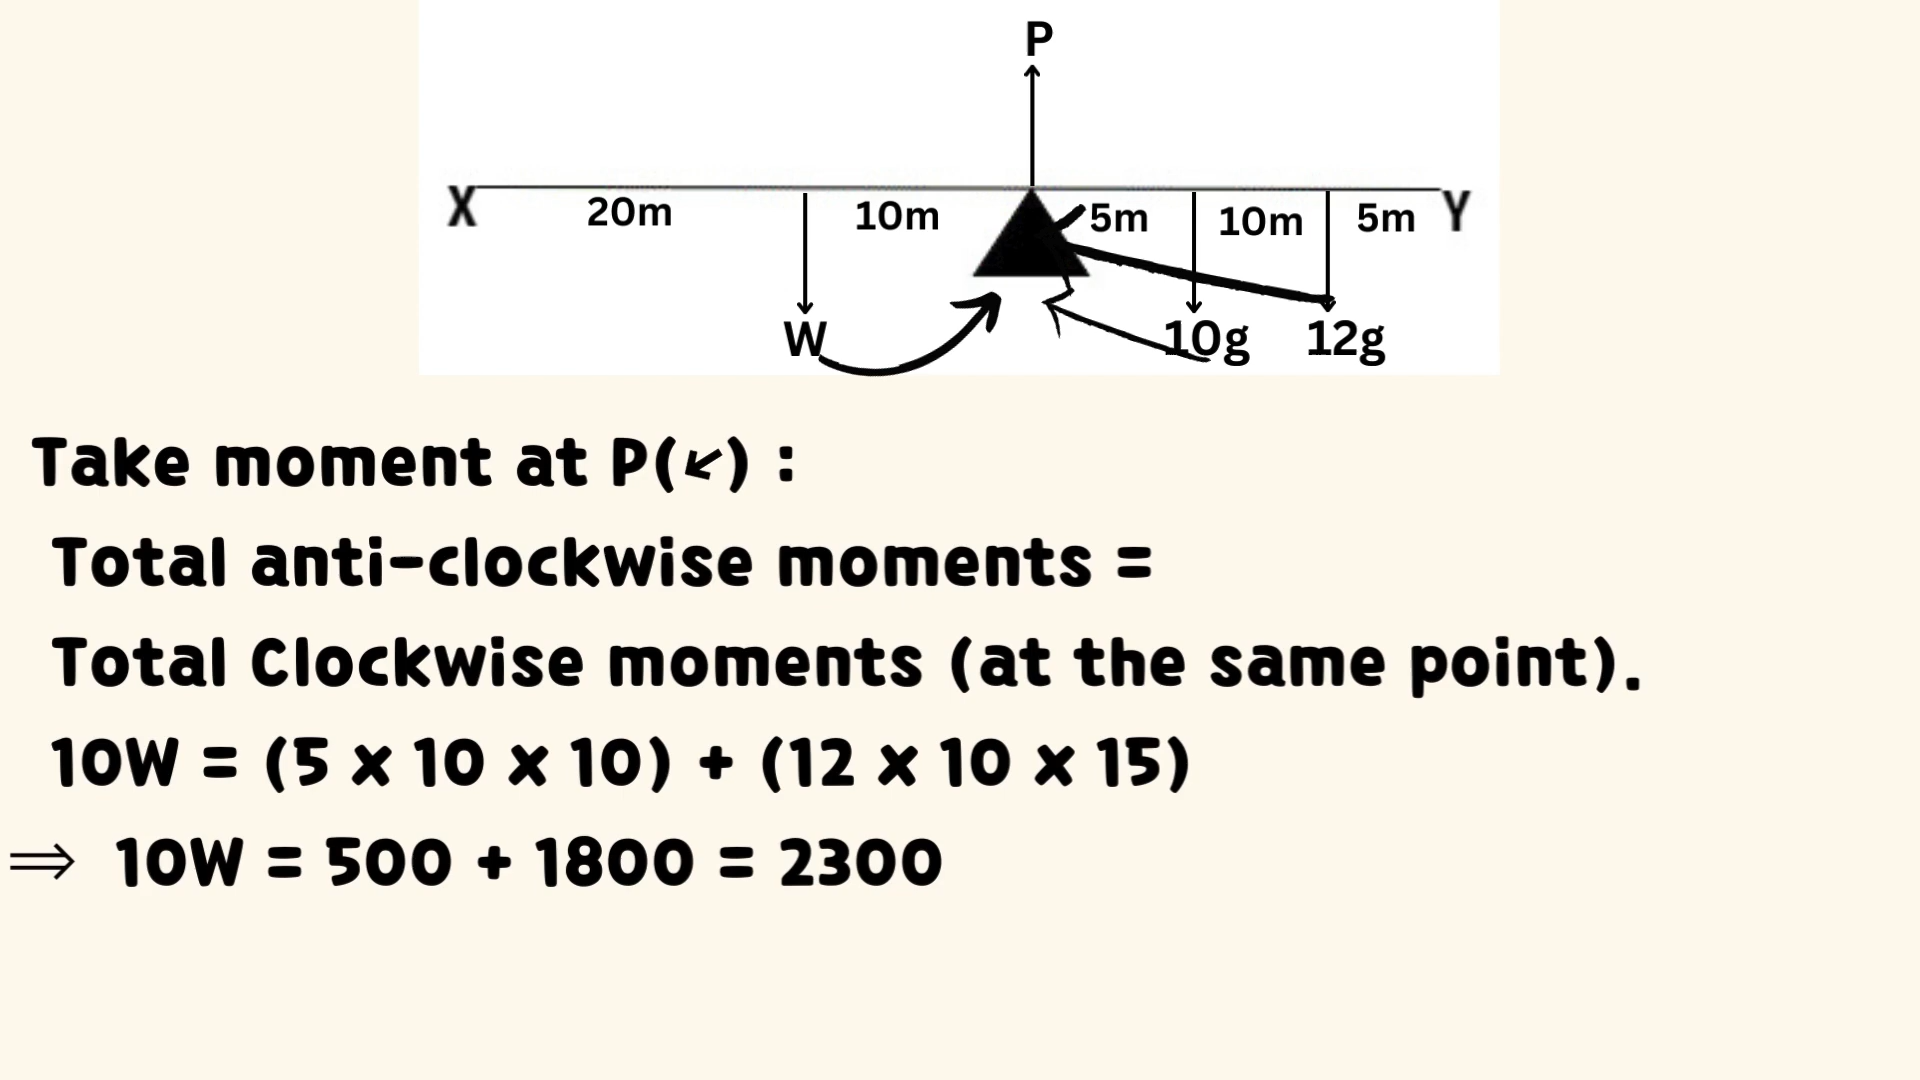 P
X 20m 10m 5m 10m 5m Y
W 10g 12g
Take moment at P(↙) :
Total anti-clockwise moments =
Total Clockwise moments (at the same point).
10W = (5 x 10 x 10) + (12 x 10 x 15)
⇒ 10W = 500 + 1800 = 2300